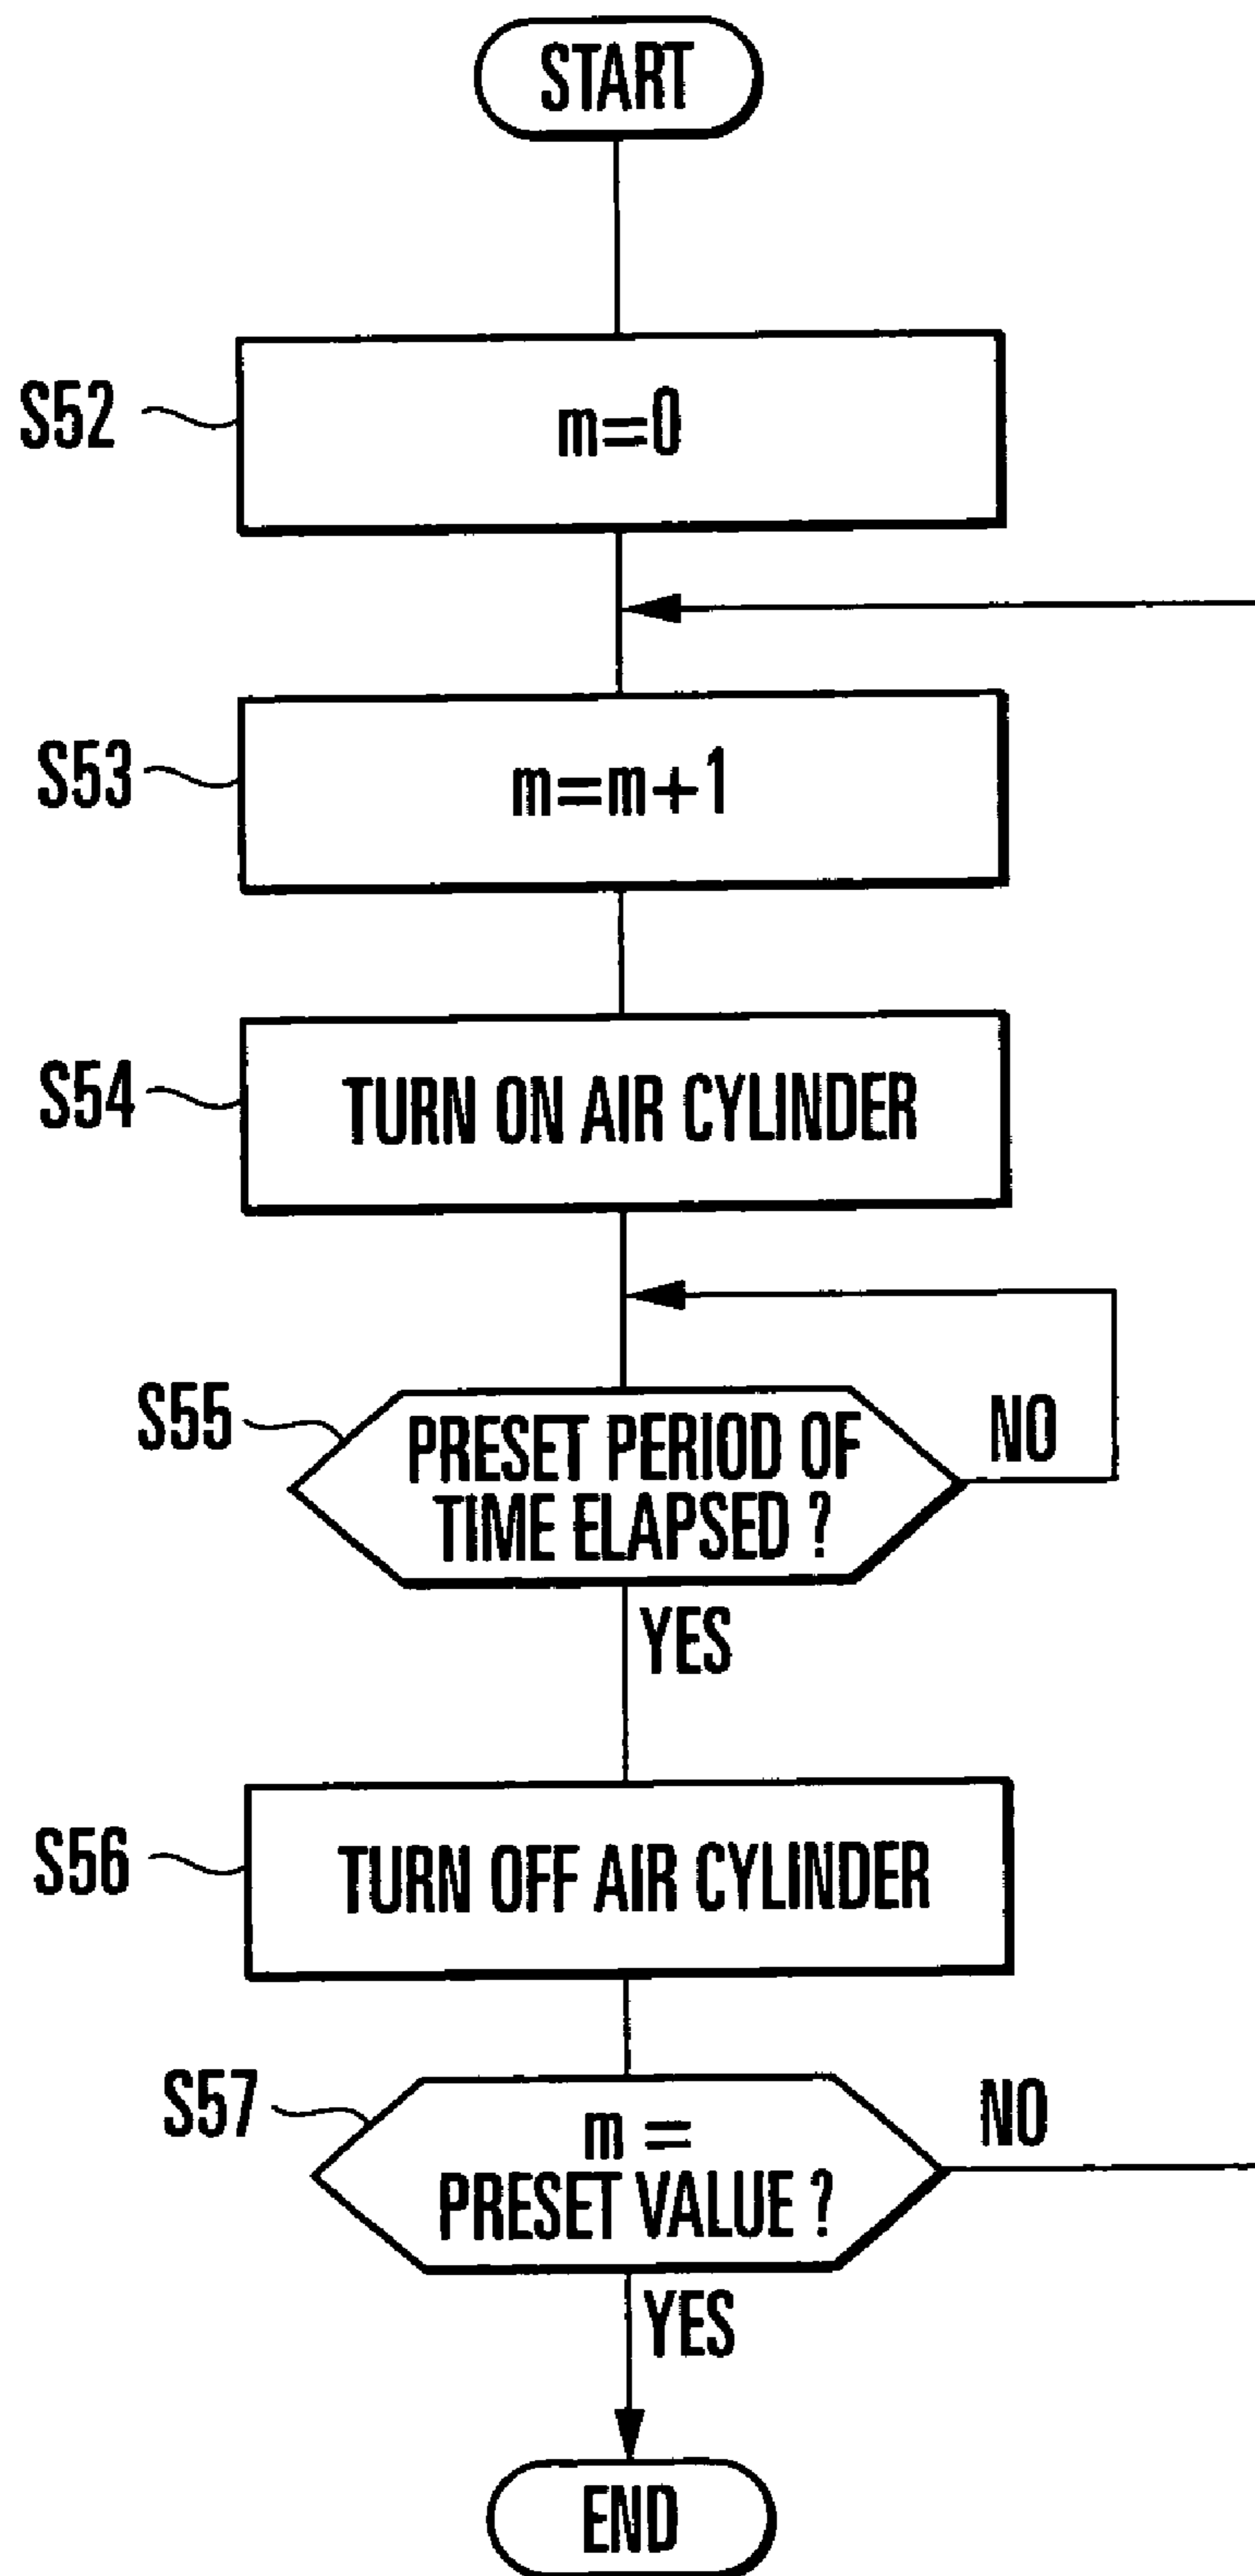 START
S52
m=0
S53
m=m+1
S54
TURN ON AIR CYLINDER
S55
PRESET PERIOD OF
TIME ELAPSED ?
NO
YES
S56
TURN OFF AIR CYLINDER
S57
m =
PRESET VALUE ?
NO
YES
END